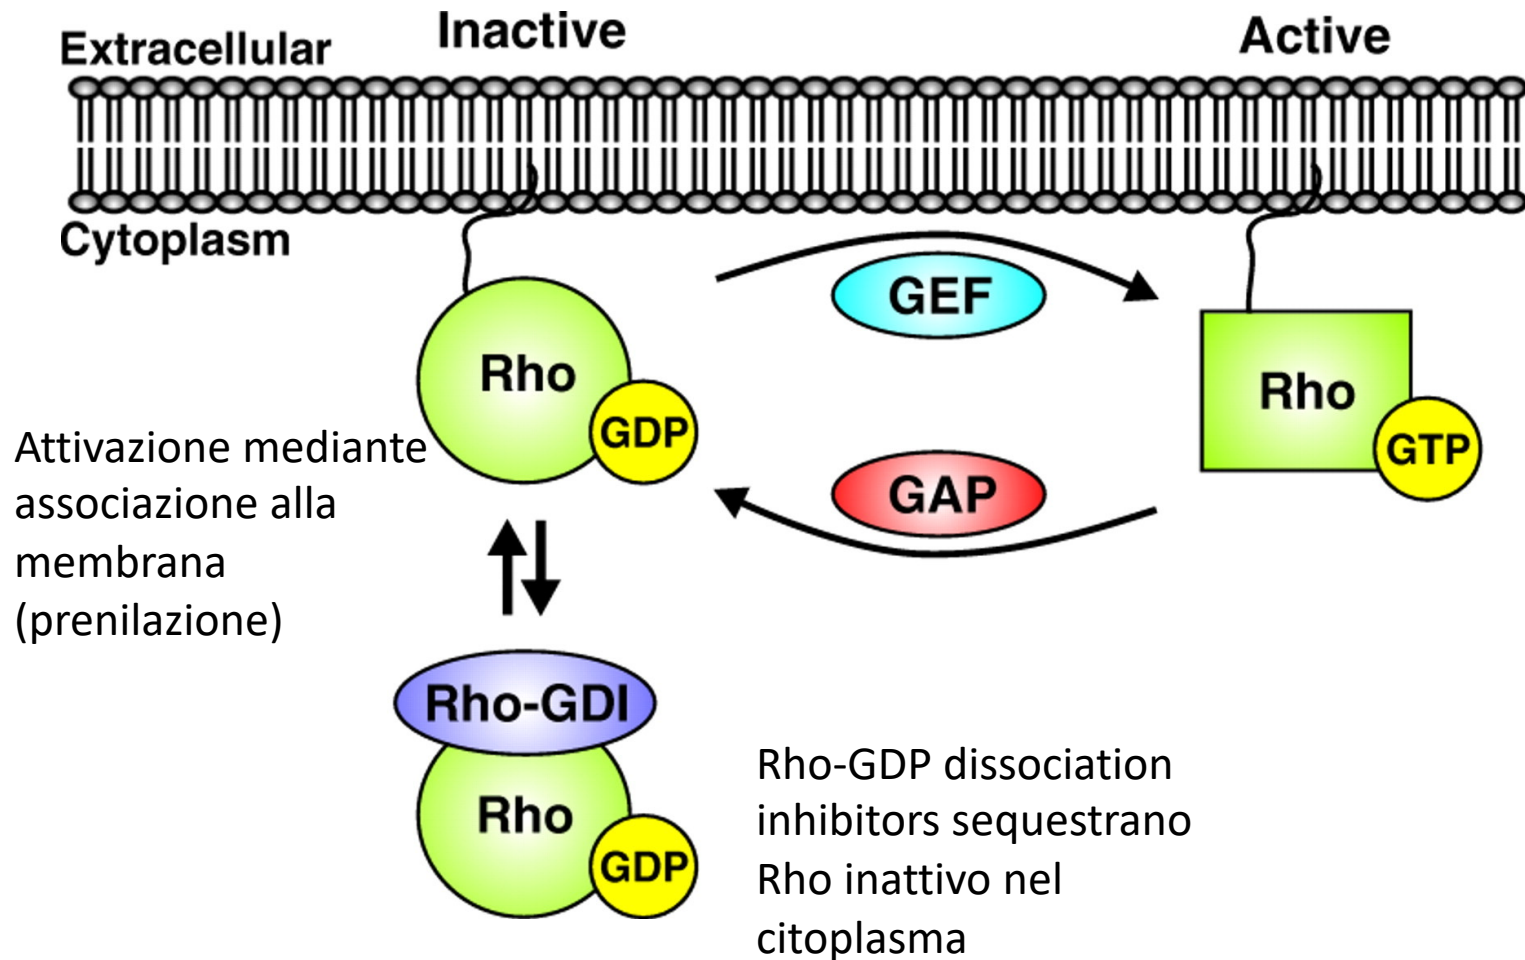 Extracellular
Inactive
Active
Cytoplasm
GEF
Rho
GDP
Rho
GTP
GAP
Attivazione mediante
associazione alla
membrana
(prenilazione)
Rho-GDI
Rho
GDP
Rho-GDP dissociation
inhibitors sequestrano
Rho inattivo nel
citoplasma